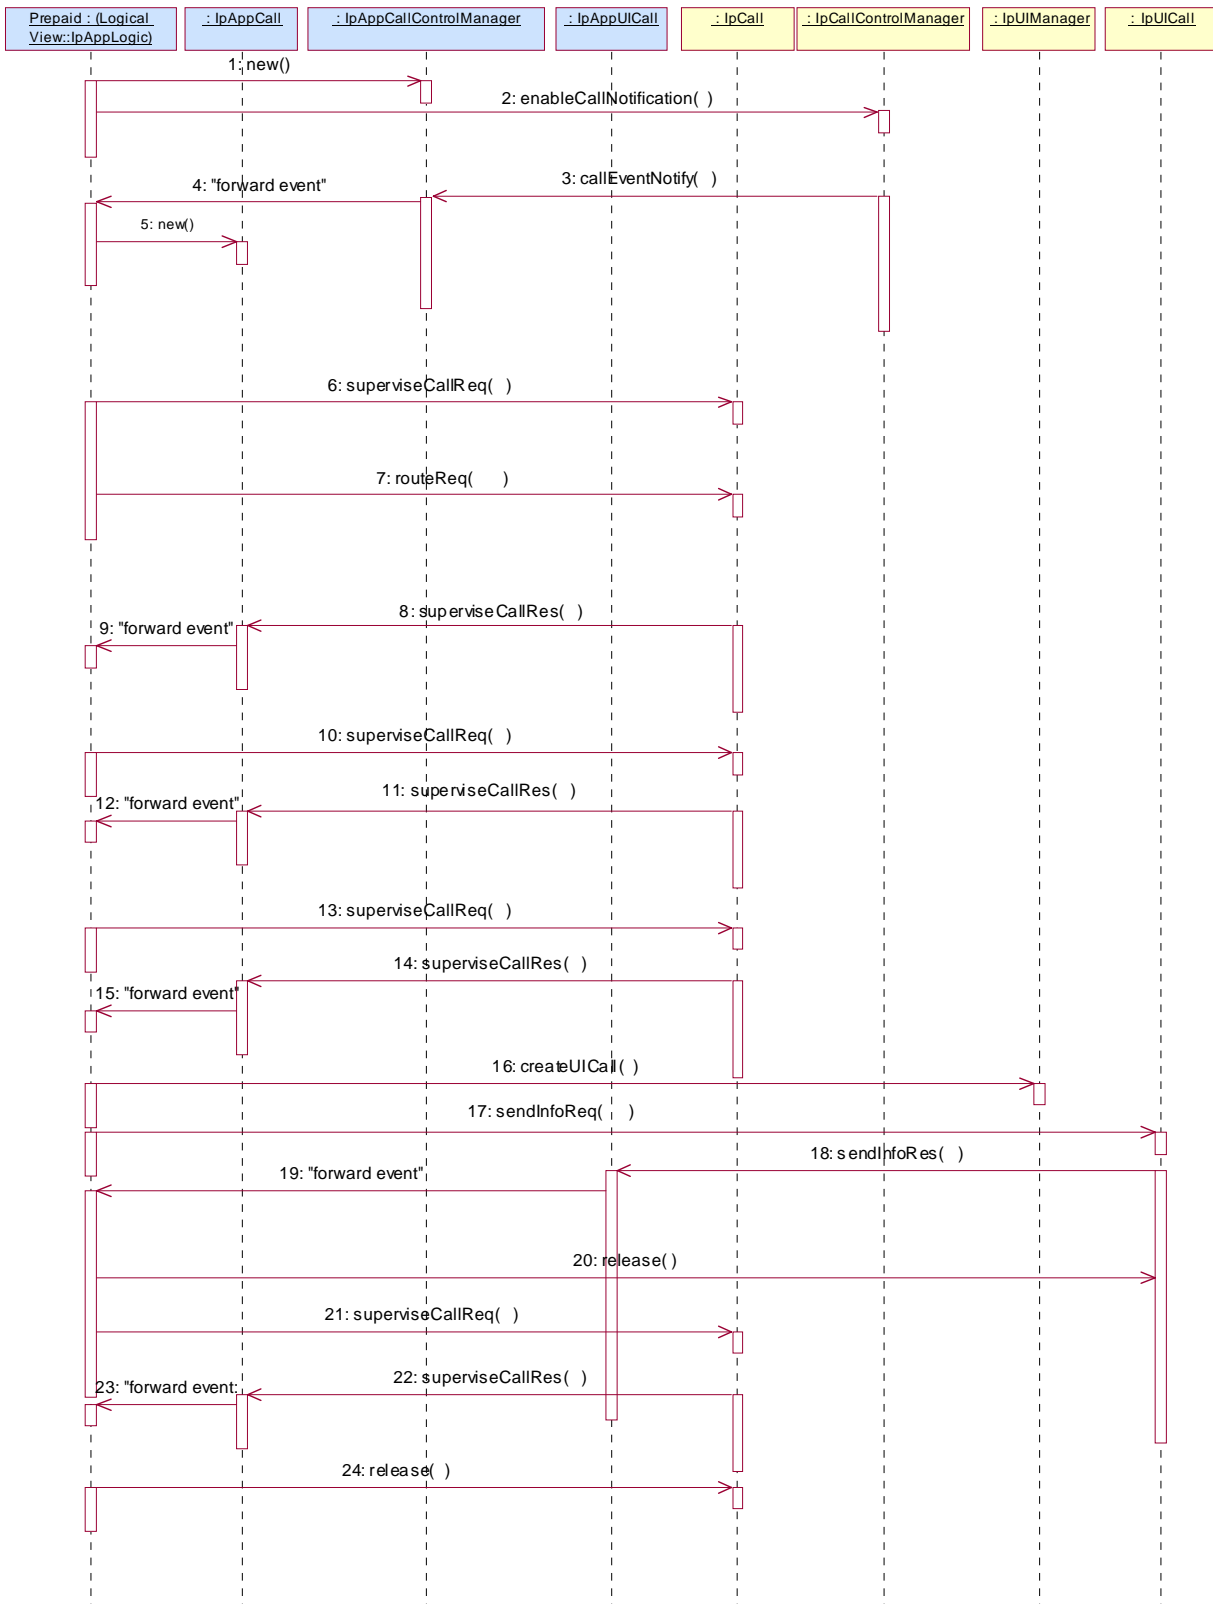 Prepaid : (Logical
View::IpAppLogic)
: IpAppCall
: IpAppCallControlManager
: IpAppUICall
: IpCall
: IpCallControlManager
: IpUIManager
: IpUICall
1: new()
2: enableCallNotification( )
3: callEventNotify( )
4: "forward event"
5: new()
6: superviseCallReq( )
7: routeReq( )
8: superviseCallRes( )
9: "forward event"
10: superviseCallReq( )
11: superviseCallRes( )
12: "forward event"
13: superviseCallReq( )
14: superviseCallRes( )
15: "forward event"
16: createUICall( )
17: sendInfoReq( )
18: sendInfoRes( )
19: "forward event"
20: release( )
21: superviseCallReq( )
22: superviseCallRes( )
23: "forward event:
24: release( )